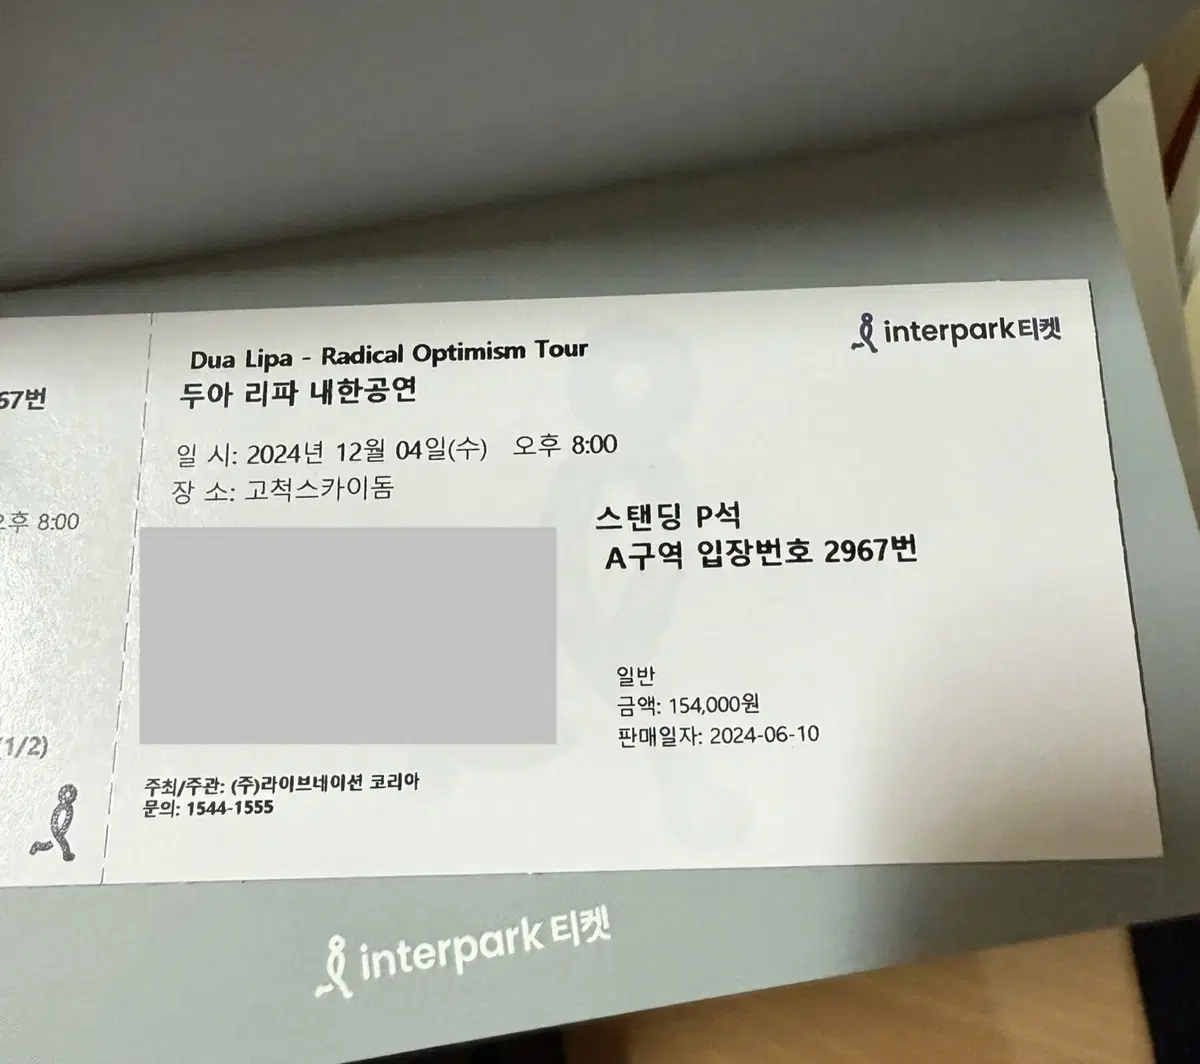 67번
오후 8:00
(1/2)
Dua Lipa - Radical Optimism Tour
두아 리파 내한공연
interpark티켓
일 시: 2024년 12월 04일(수) 오후 8:00
장 소: 고척스카이돔
스탠딩 P석
A구역 입장번호 2967번
일반
금액: 154,000원
판매일자: 2024-06-10
주최/주관: (주)라이브네이션 코리아
문의: 1544-1555
interpark 티켓